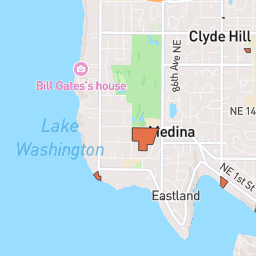 Clyde Hill
86th Ave NE
Bill Gates's house
NE 14
Lake
Washington
Medina
NE 1st St
Eastland